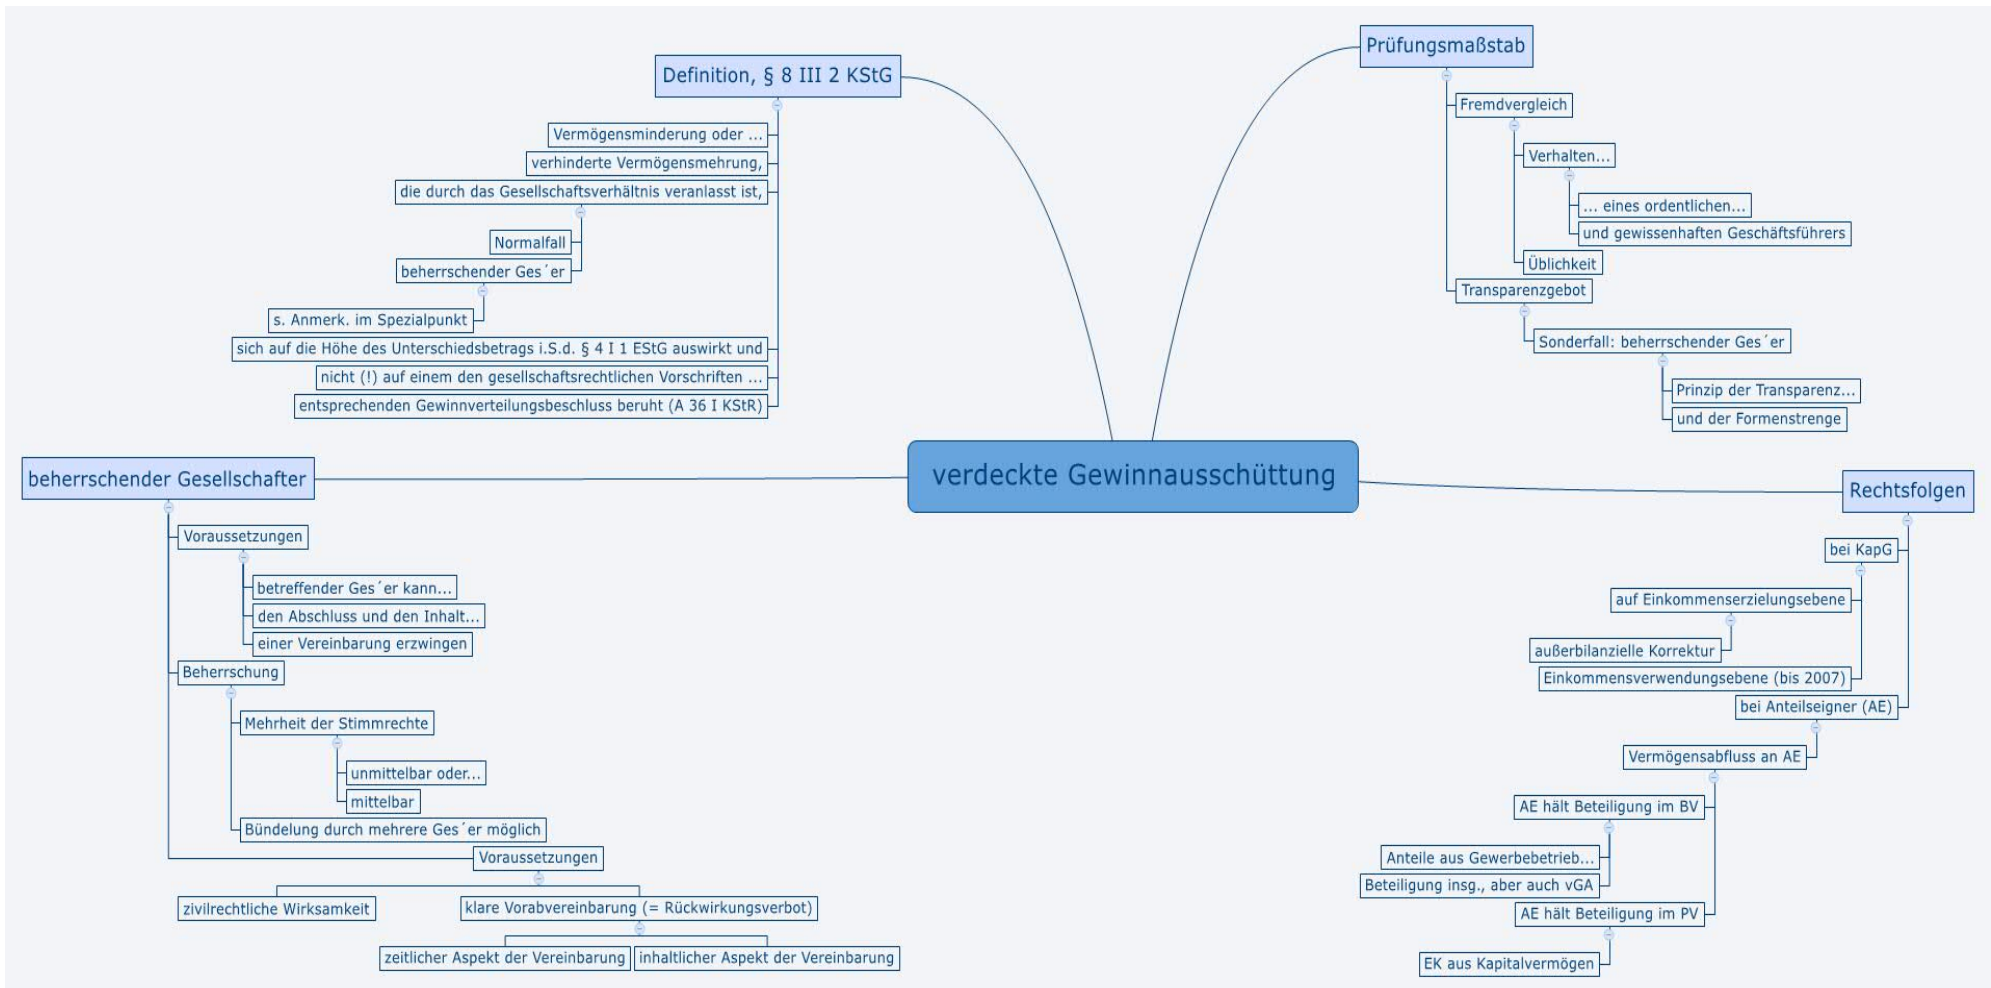 Definition, § 8 III 2 KStG
Vermögensminderung oder ...
verhinderte Vermögensmehrung,
die durch das Gesellschaftsverhältnis veranlasst ist,
Normalfall
beherrschender Ges´er
s. Anmerk. im Spezialpunkt
sich auf die Höhe des Unterschiedsbetrags i.S.d. § 4 I 1 EStG auswirkt und
nicht (!) auf einem den gesellschaftsrechtlichen Vorschriften ...
entsprechenden Gewinnverteilungsbeschluss beruht (A 36 I KStR)
Prüfungsmaßstab
Fremdvergleich
Verhalten...
... eines ordentlichen...
und gewissenhaften Geschäftsführers
Üblichkeit
Transparenzgebot
Sonderfall: beherrschender Ges´er
Prinzip der Transparenz...
und der Formenstrenge
verdeckte Gewinnausschüttung
beherrschender Gesellschafter
Voraussetzungen
betreffender Ges´er kann...
den Abschluss und den Inhalt...
einer Vereinbarung erzwingen
Beherrschung
Mehrheit der Stimmrechte
unmittelbar oder...
mittelbar
Bündelung durch mehrere Ges´er möglich
Voraussetzungen
zivilrechtliche Wirksamkeit
klare Vorabvereinbarung (= Rückwirkungsverbot)
zeitlicher Aspekt der Vereinbarung
inhaltlicher Aspekt der Vereinbarung
Rechtsfolgen
bei KapG
auf Einkommenserzielungsebene
außerbilanzielle Korrektur
Einkommensverwendungsebene (bis 2007)
bei Anteilseigner (AE)
Vermögensabfluss an AE
AE hält Beteiligung im BV
Anteile aus Gewerbebetrieb...
Beteiligung insg., aber auch vGA
AE hält Beteiligung im PV
EK aus Kapitalvermögen